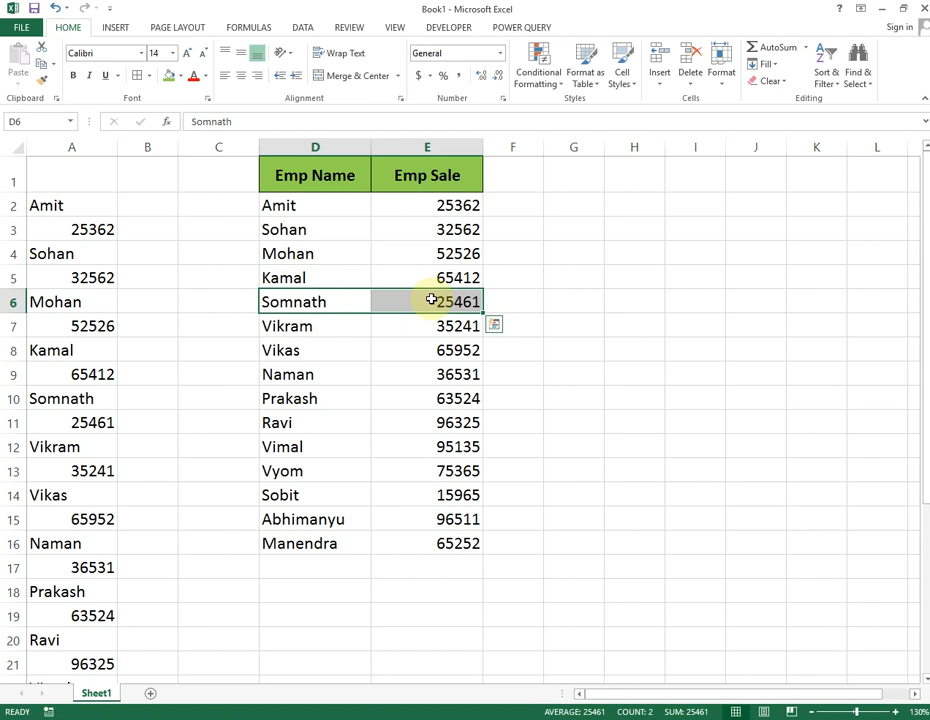 Book1 - Microsoft Excel
?
FILE HOME INSERT PAGE LAYOUT FORMULAS DATA REVIEW VIEW DEVELOPER POWER QUERY Sign in
Paste
Calibri 14 A A
B I U A
Wrap Text
Merge & Center
General
$ % ,
Conditional Formatting
Format as Table
Cell Styles
Insert
Delete
Format
AutoSum
Fill
Clear
Sort & Filter
Find & Select
Clipboard Font Alignment Number Styles Cells Editing
D6 fx Somnath
A B C D E F G H I J K L
1 Emp Name Emp Sale
2 Amit Amit 25362
3 25362 Sohan 32562
4 Sohan Mohan 52526
5 32562 Kamal 65412
6 Mohan Somnath 25461
7 52526 Vikram 35241
8 Kamal Vikas 65952
9 65412 Naman 36531
10 Somnath Prakash 63524
11 25461 Ravi 96325
12 Vikram Vimal 95135
13 35241 Vyom 75365
14 Vikas Sobit 15965
15 65952 Abhimanyu 96511
16 Naman Manendra 65252
17 36531
18 Prakash
19 63524
20 Ravi
21 96325
Sheet1
READY AVERAGE: 25461 COUNT: 2 SUM: 25461 130%